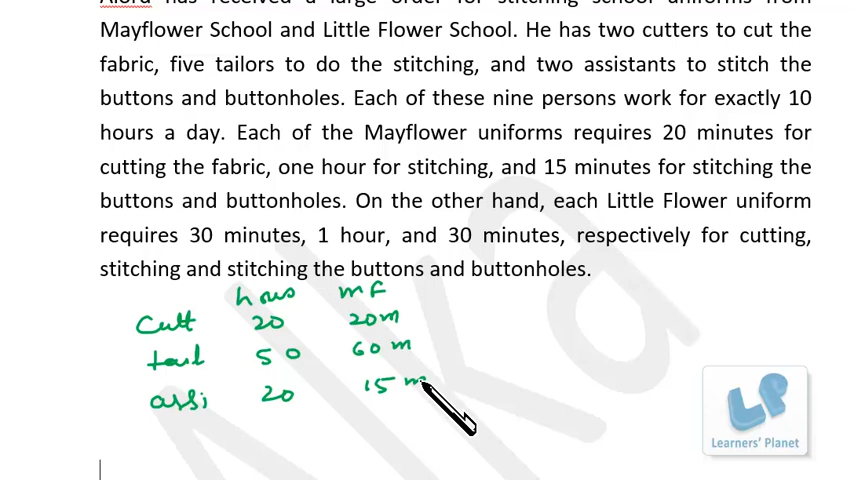 Alord has received a large order for stitching school uniforms from
Mayflower School and Little Flower School. He has two cutters to cut the
fabric, five tailors to do the stitching, and two assistants to stitch the
buttons and buttonholes. Each of these nine persons work for exactly 10
hours a day. Each of the Mayflower uniforms requires 20 minutes for
cutting the fabric, one hour for stitching, and 15 minutes for stitching the
buttons and buttonholes. On the other hand, each Little Flower uniform
requires 30 minutes, 1 hour, and 30 minutes, respectively for cutting,
stitching and stitching the buttons and buttonholes.
hours mF
Cutt 20 20m
tail 50 60 m
assi 20 15 m
Alka
LP
Learners' Planet